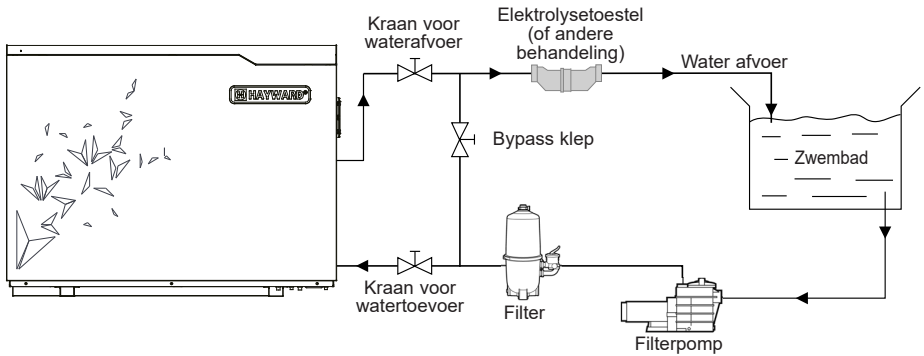 Kraan voor
waterafvoer
Elektrolysetoestel
(of andere
behandeling)
Water afvoer
HAYWARD®
Bypass klep
Zwembad
Kraan voor
watertoevoer
Filter
Filterpomp